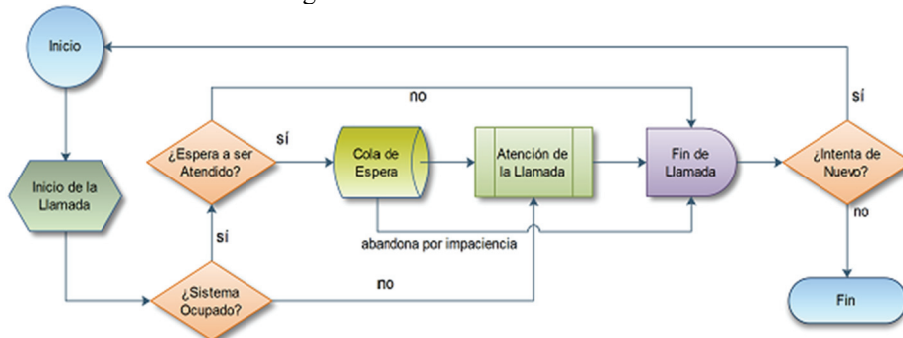 Inicio
sí
no
¿Espera a ser
Atendido?
sí
Cola de
Espera
Atención de
la Llamada
Fin de
Llamada
¿Intenta de
Nuevo?
Inicio de la
Llamada
no
sí
abandona por impaciencia
¿Sistema
Ocupado?
no
Fin